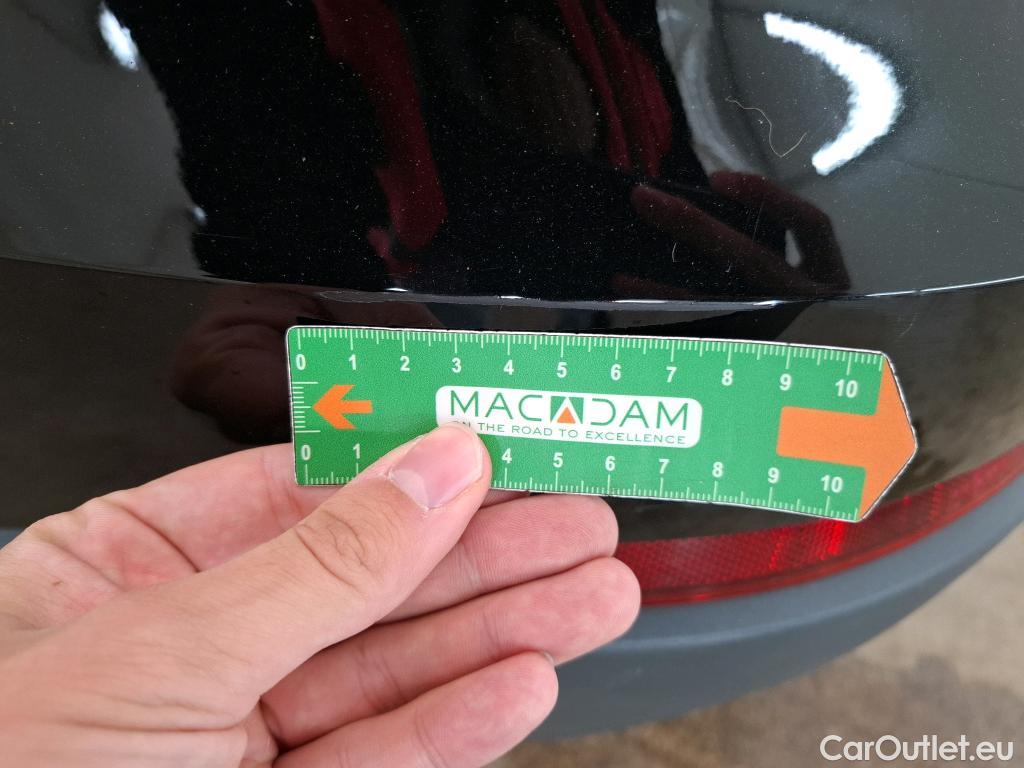 0 1 2 3 4 5 6 7 8 9 10
MACADAM
ON THE ROAD TO EXCELLENCE
0 1 4 5 6 7 8 9 10
CarOutlet.eu